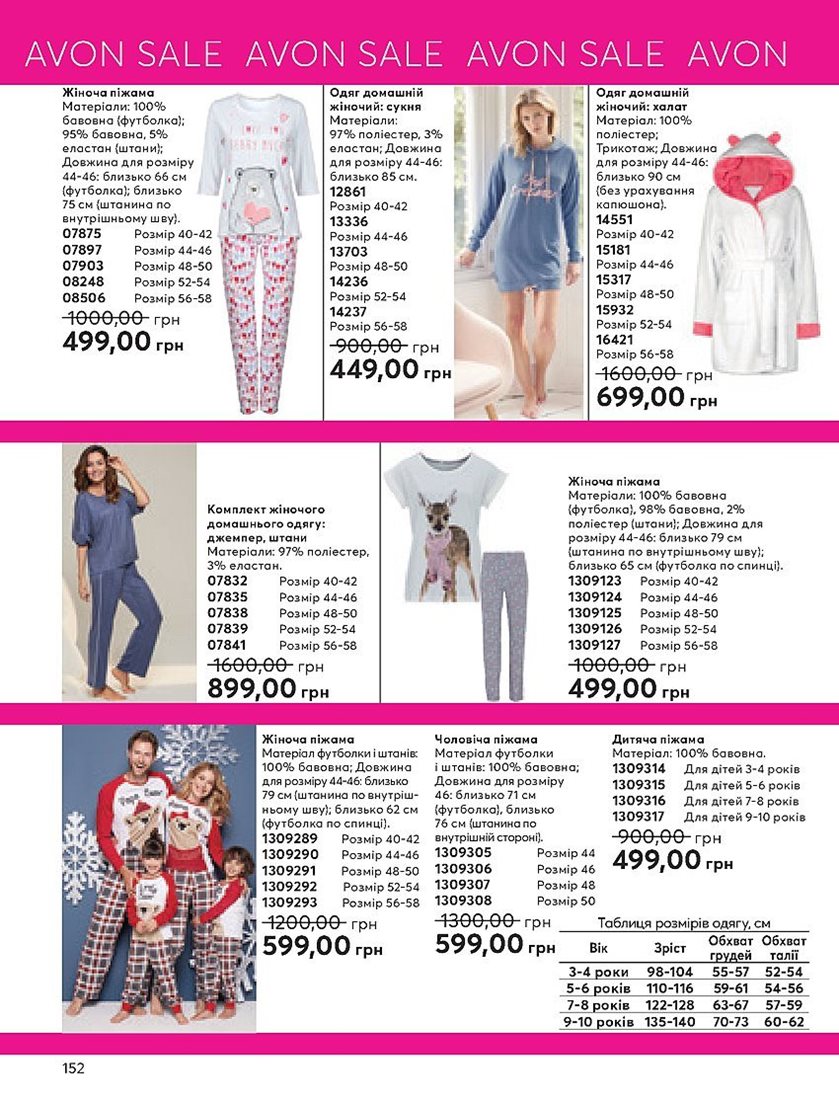 AVON SALE AVON SALE AVON SALE AVON
Жіноча піжама
Матеріали: 100%
бавовна (футболка);
95% бавовна, 5%
еластан (штани);
Довжина для розміру
44-46: близько 66 см
(футболка); близько
75 см (штанина по
внутрішньому шву).
07875 Розмір 40-42
07897 Розмір 44-46
07903 Розмір 48-50
08248 Розмір 52-54
08506 Розмір 56-58
1000,00 грн
499,00 грн
Одяг домашній
жіночий: сукня
Матеріали:
97% поліестер, 3%
еластан; Довжина
для розміру 44-46:
близько 85 см.
12861
Розмір 40-42
13336
Розмір 44-46
13703
Розмір 48-50
14236
Розмір 52-54
14237
Розмір 56-58
900,00 грн
449,00 грн
Одяг домашній
жіночий: халат
Матеріал: 100%
поліестер;
Трикотаж; Довжина
для розміру 44-46:
близько 90 см
(без урахування
капюшона).
14551
Розмір 40-42
15181
Розмір 44-46
15317
Розмір 48-50
15932
Розмір 52-54
16421
Розмір 56-58
1600,00 грн
699,00 грн
Комплект жіночого
домашнього одягу:
джемпер, штани
Матеріали: 97% поліестер,
3% еластан.
07832 Розмір 40-42
07835 Розмір 44-46
07838 Розмір 48-50
07839 Розмір 52-54
07841 Розмір 56-58
1600,00 грн
899,00 грн
Жіноча піжама
Матеріали: 100% бавовна
(футболка), 98% бавовна, 2%
поліестер (штани); Довжина для
розміру 44-46: близько 79 см
(штанина по внутрішньому шву);
близько 65 см (футболка по спинці).
1309123 Розмір 40-42
1309124 Розмір 44-46
1309125 Розмір 48-50
1309126 Розмір 52-54
1309127 Розмір 56-58
1000,00 грн
499,00 грн
Papa Bear
Жіноча піжама
Матеріал футболки і штанів:
100% бавовна; Довжина
для розміру 44-46: близько
79 см (штанина по внутріш-
ньому шву); близько 62 см
(футболка по спинці).
1309289 Розмір 40-42
1309290 Розмір 44-46
1309291 Розмір 48-50
1309292 Розмір 52-54
1309293 Розмір 56-58
1200,00 грн
599,00 грн
Чоловіча піжама
Матеріал футболки
і штанів: 100% бавовна;
Довжина для розміру
46: близько 71 см
(футболка), близько
76 см (штанина по
внутрішній стороні).
1309305 Розмір 44
1309306 Розмір 46
1309307 Розмір 48
1309308 Розмір 50
1300,00 грн
599,00 грн
Дитяча піжама
Матеріал: 100% бавовна.
1309314 Для дітей 3-4 років
1309315 Для дітей 5-6 років
1309316 Для дітей 7-8 років
1309317 Для дітей 9-10 років
900,00 грн
499,00 грн
Таблиця розмірів одягу, см
Вік Зріст Обхват грудей Обхват талії
3-4 роки 98-104 55-57 52-54
5-6 років 110-116 59-61 54-56
7-8 років 122-128 63-67 57-59
9-10 років 135-140 70-73 60-62
152